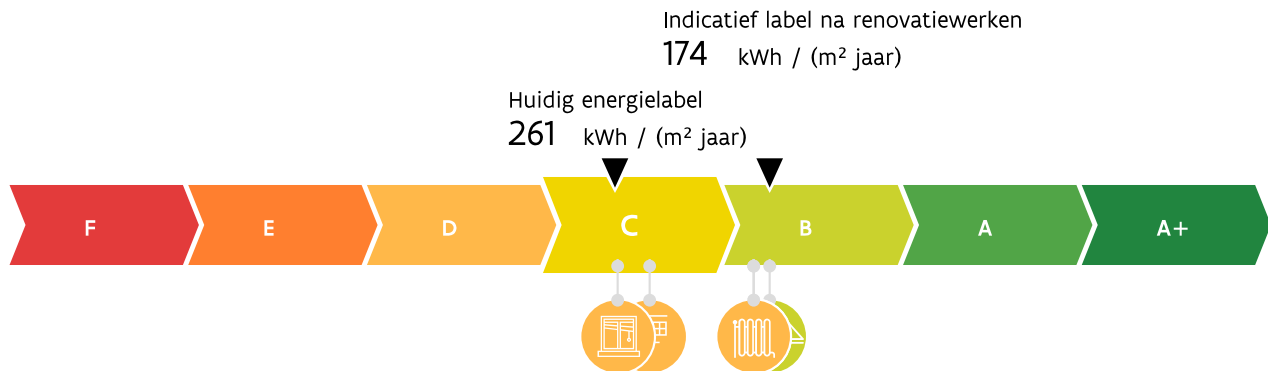 Indicatief label na renovatiewerken
174 kWh / (m² jaar)
Huidig energielabel
261 kWh / (m² jaar)
F E D C B A A+